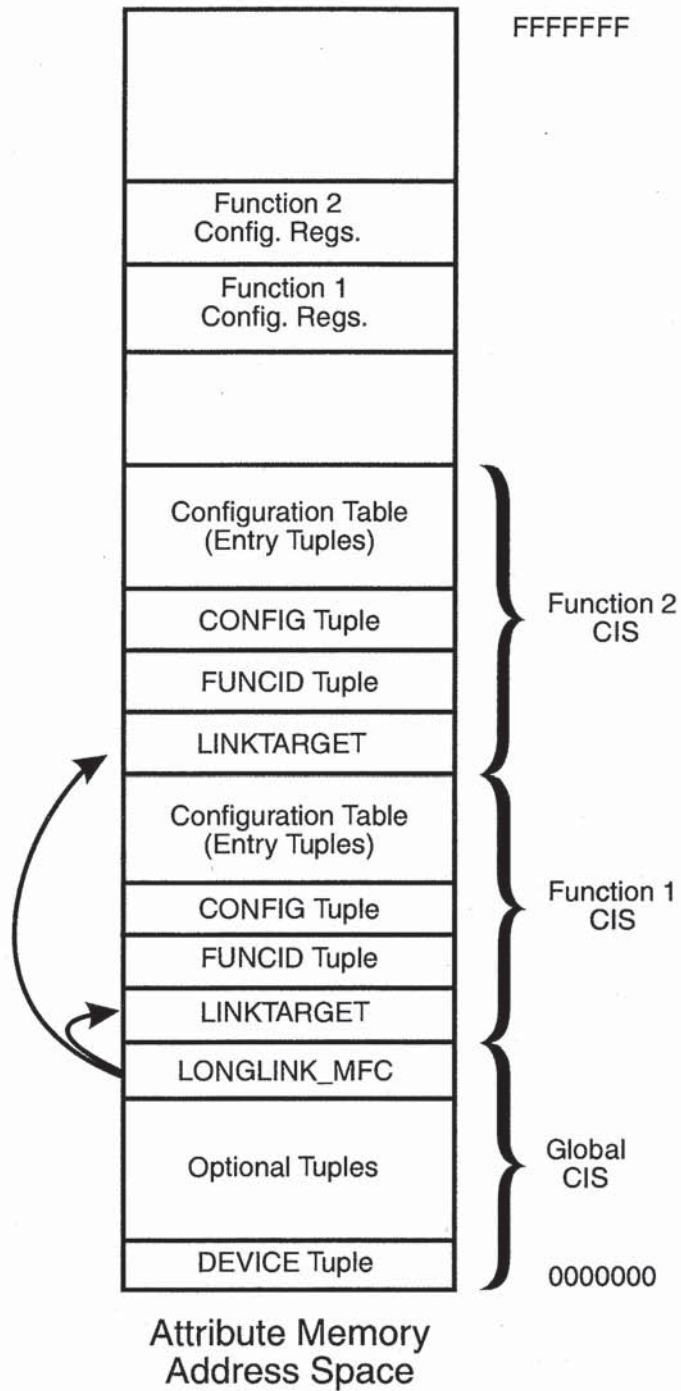 FFFFFFF
Function 2
Config. Regs.
Function 1
Config. Regs.
Configuration Table
(Entry Tuples)
CONFIG Tuple
FUNCID Tuple
LINKTARGET
Function 2
CIS
Configuration Table
(Entry Tuples)
CONFIG Tuple
FUNCID Tuple
LINKTARGET
Function 1
CIS
LONGLINK_MFC
Optional Tuples
DEVICE Tuple
Global
CIS
0000000
Attribute Memory
Address Space